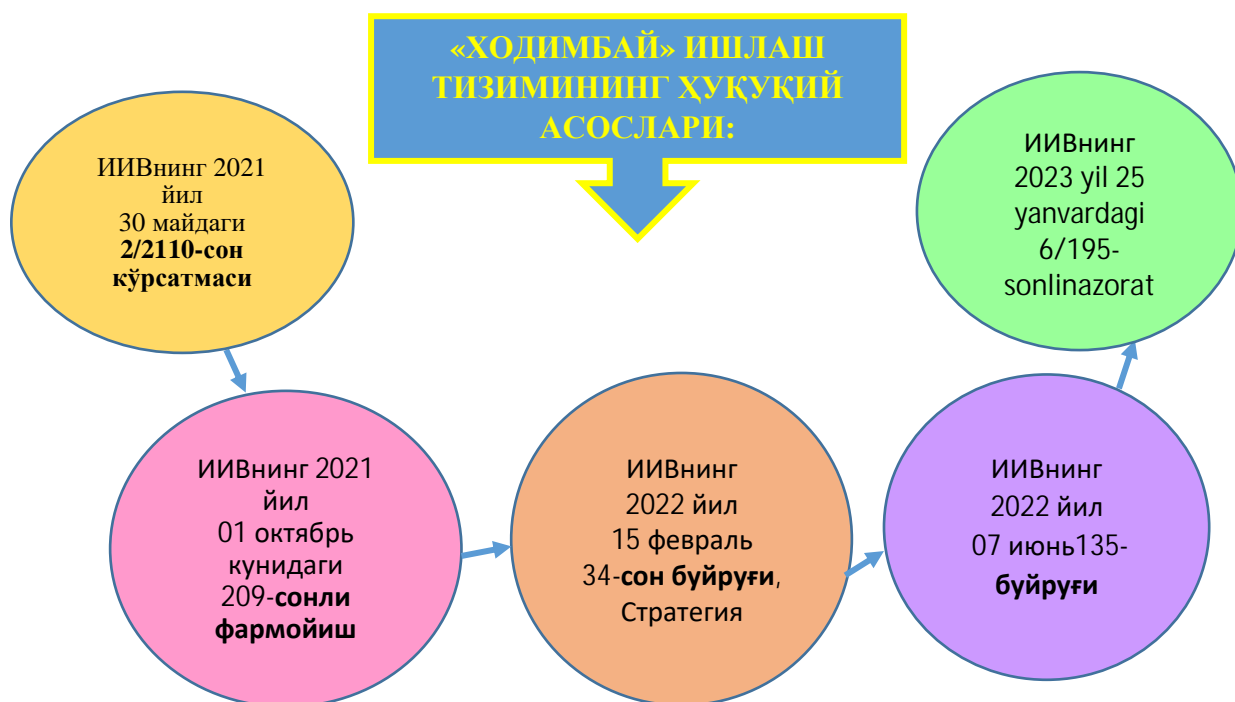 «ХОДИМБАЙ» ИШЛАШ
ТИЗИМИНИНГ ҲУҚУҚИЙ
АСОСЛАРИ:
ИИВнинг 2021
йил
30 майдаги
2/2110-сон
кўрсатмаси
ИИВнинг 2021
йил
01 октябрь
кунидаги
209-сонли
фармойиш
ИИВнинг
2022 йил
15 февраль
34-сон буйруғи,
Стратегия
ИИВнинг
2022 йил
07 июнь135-
буйруғи
ИИВнинг
2023 yil 25
yanvardagi
6/195-
sonlinazorat